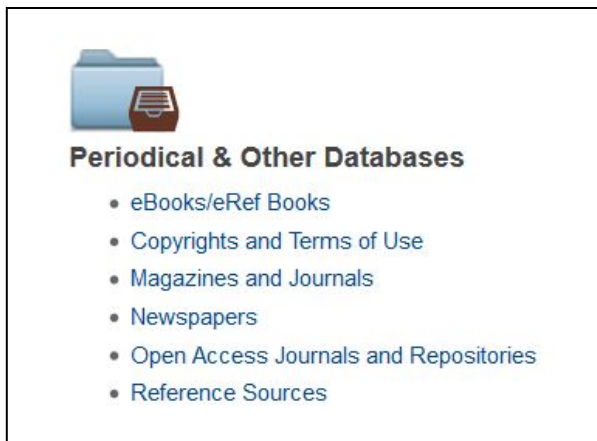 Periodical & Other Databases
eBooks/eRef Books
Copyrights and Terms of Use
Magazines and Journals
Newspapers
Open Access Journals and Repositories
Reference Sources